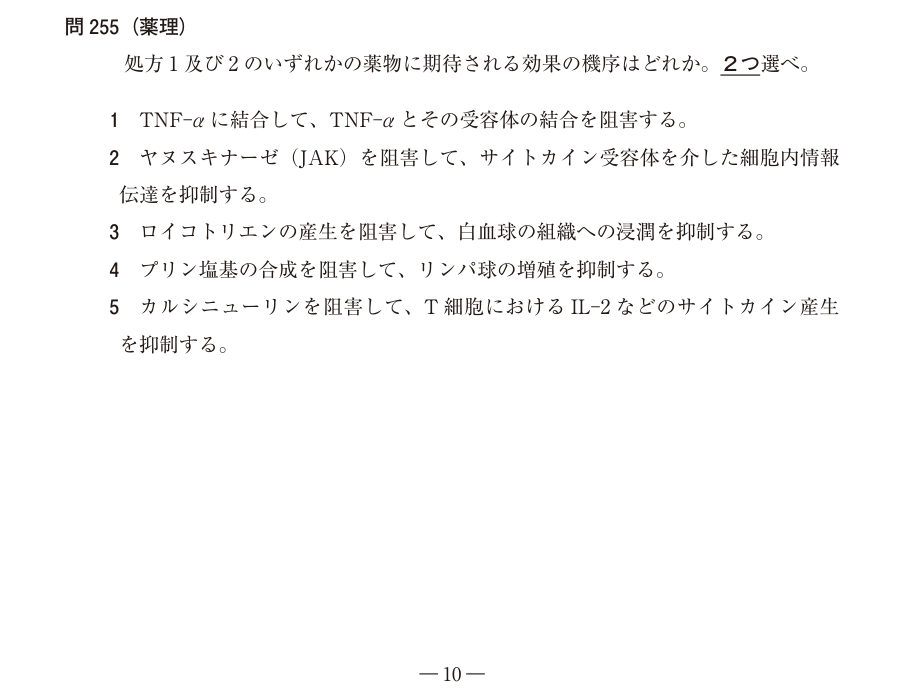 問 255（薬理）
処方 1 及び 2 のいずれかの薬物に期待される効果の機序はどれか。２つ選べ。
1 TNF-α に結合して、TNF-α とその受容体の結合を阻害する。
2 ヤヌスキナーゼ（JAK）を阻害して、サイトカイン受容体を介した細胞内情報
伝達を抑制する。
3 ロイコトリエンの産生を阻害して、白血球の組織への浸潤を抑制する。
4 プリン塩基の合成を阻害して、リンパ球の増殖を抑制する。
5 カルシニューリンを阻害して、T 細胞における IL-2 などのサイトカイン産生
を抑制する。
― 10 ―